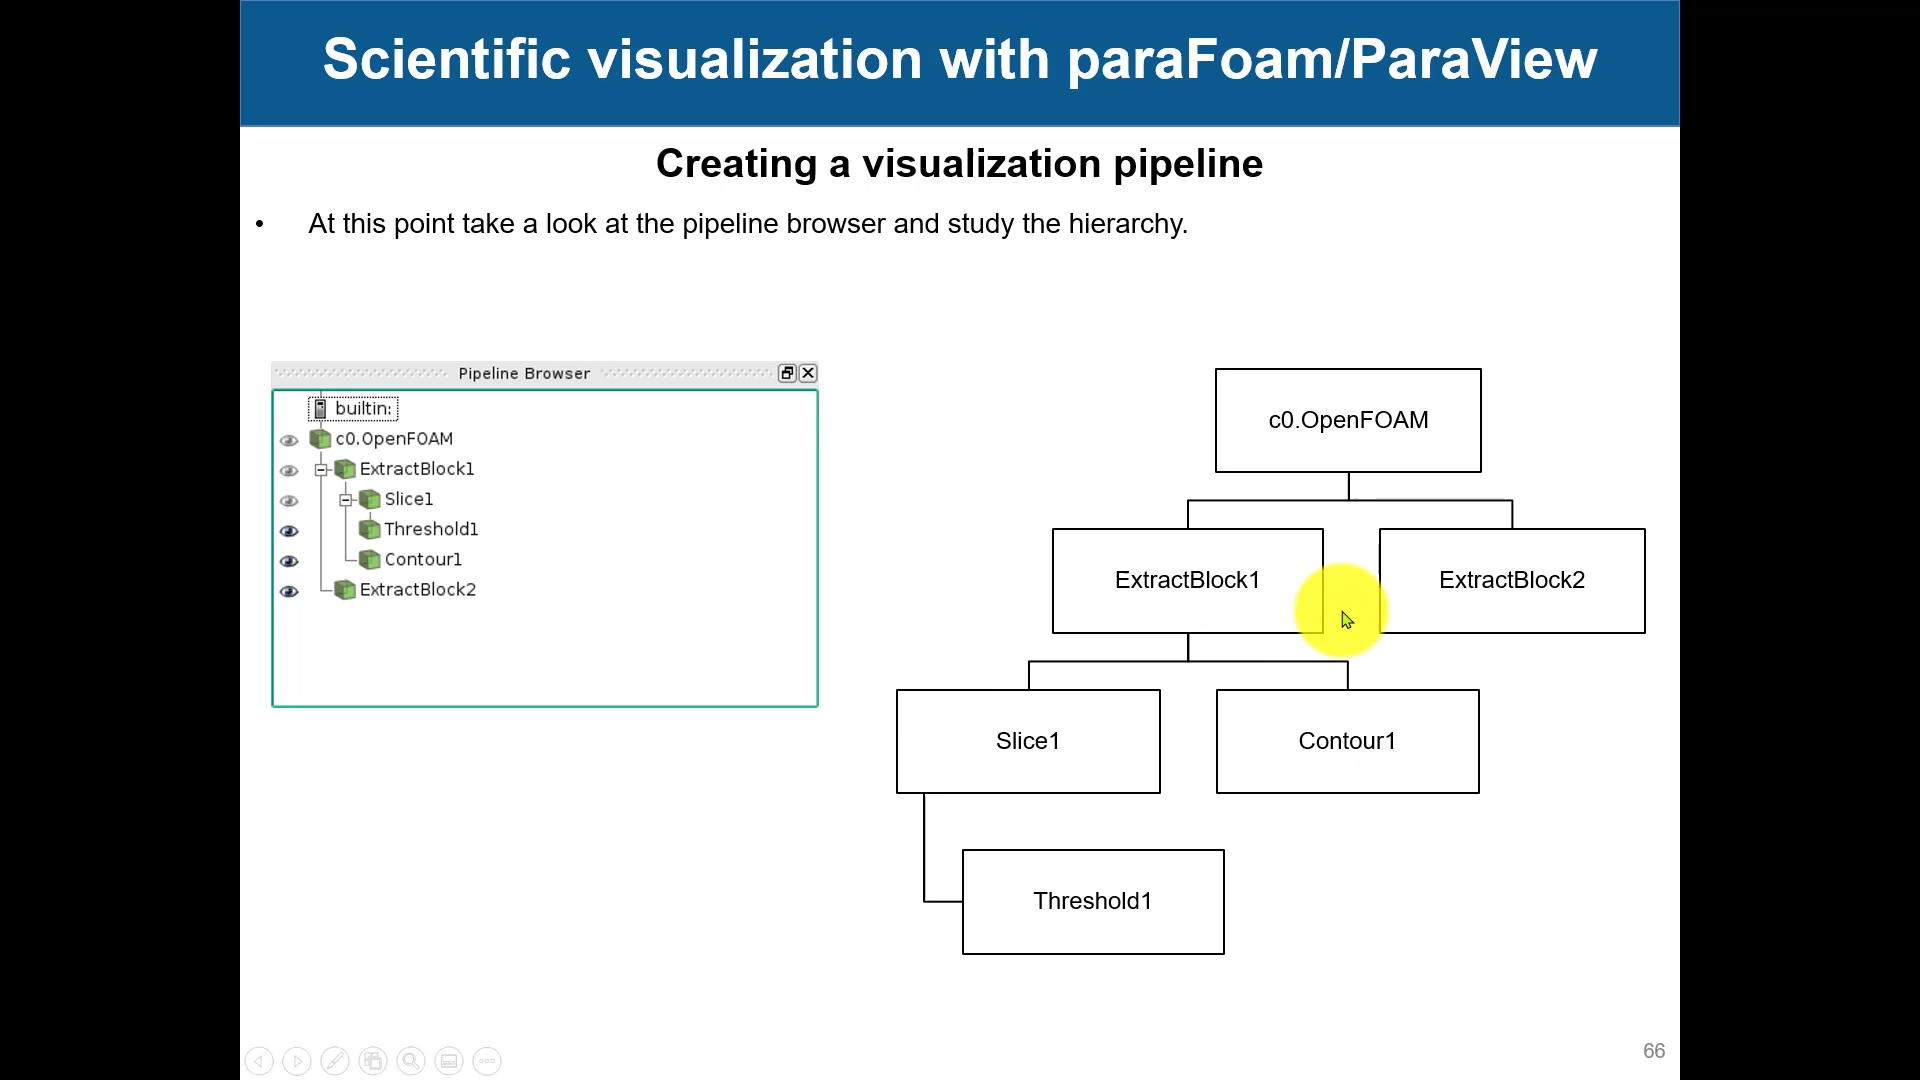 Scientific visualization with paraFoam/ParaView
Creating a visualization pipeline
• At this point take a look at the pipeline browser and study the hierarchy.
Pipeline Browser
builtin:
c0.OpenFOAM
ExtractBlock1
Slice1
Threshold1
Contour1
ExtractBlock2
c0.OpenFOAM
ExtractBlock1
ExtractBlock2
Slice1
Contour1
Threshold1
66